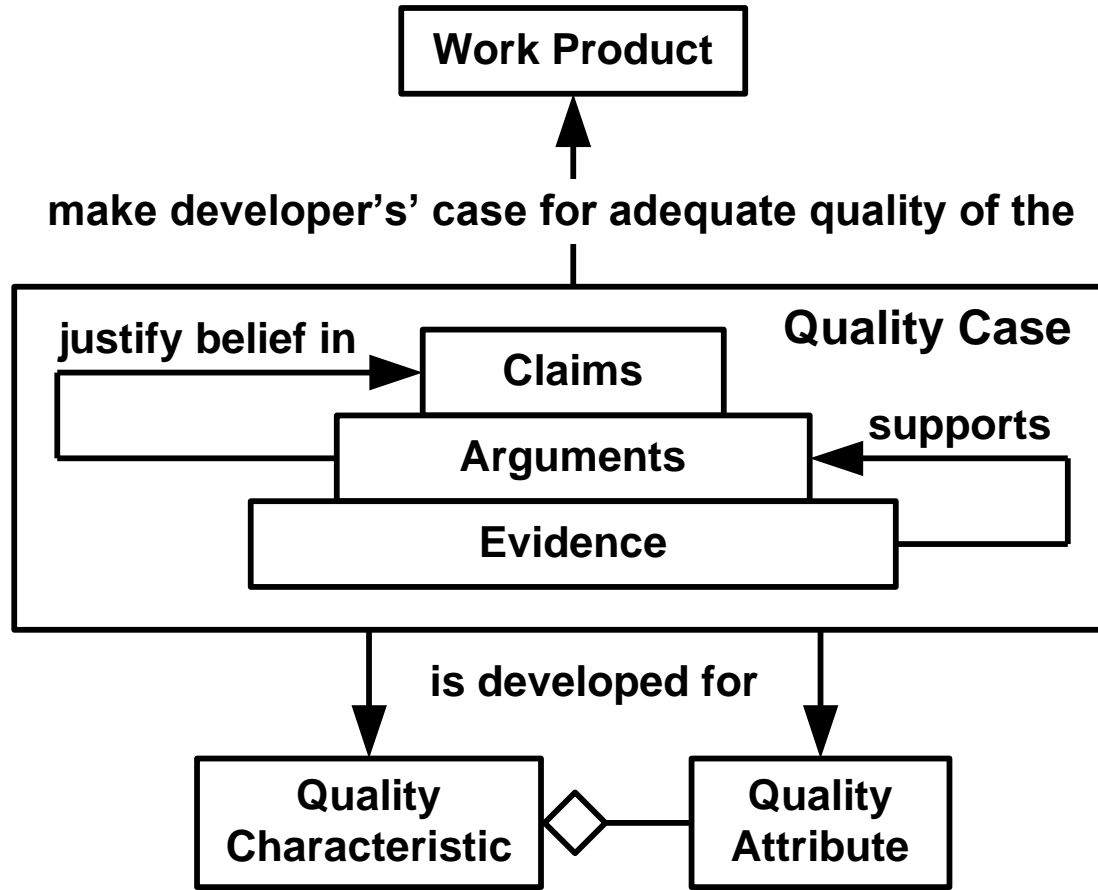 Work Product
make developer's’ case for adequate quality of the
Quality Case
justify belief in
Claims
supports
Arguments
Evidence
is developed for
Quality
Characteristic
Quality
Attribute